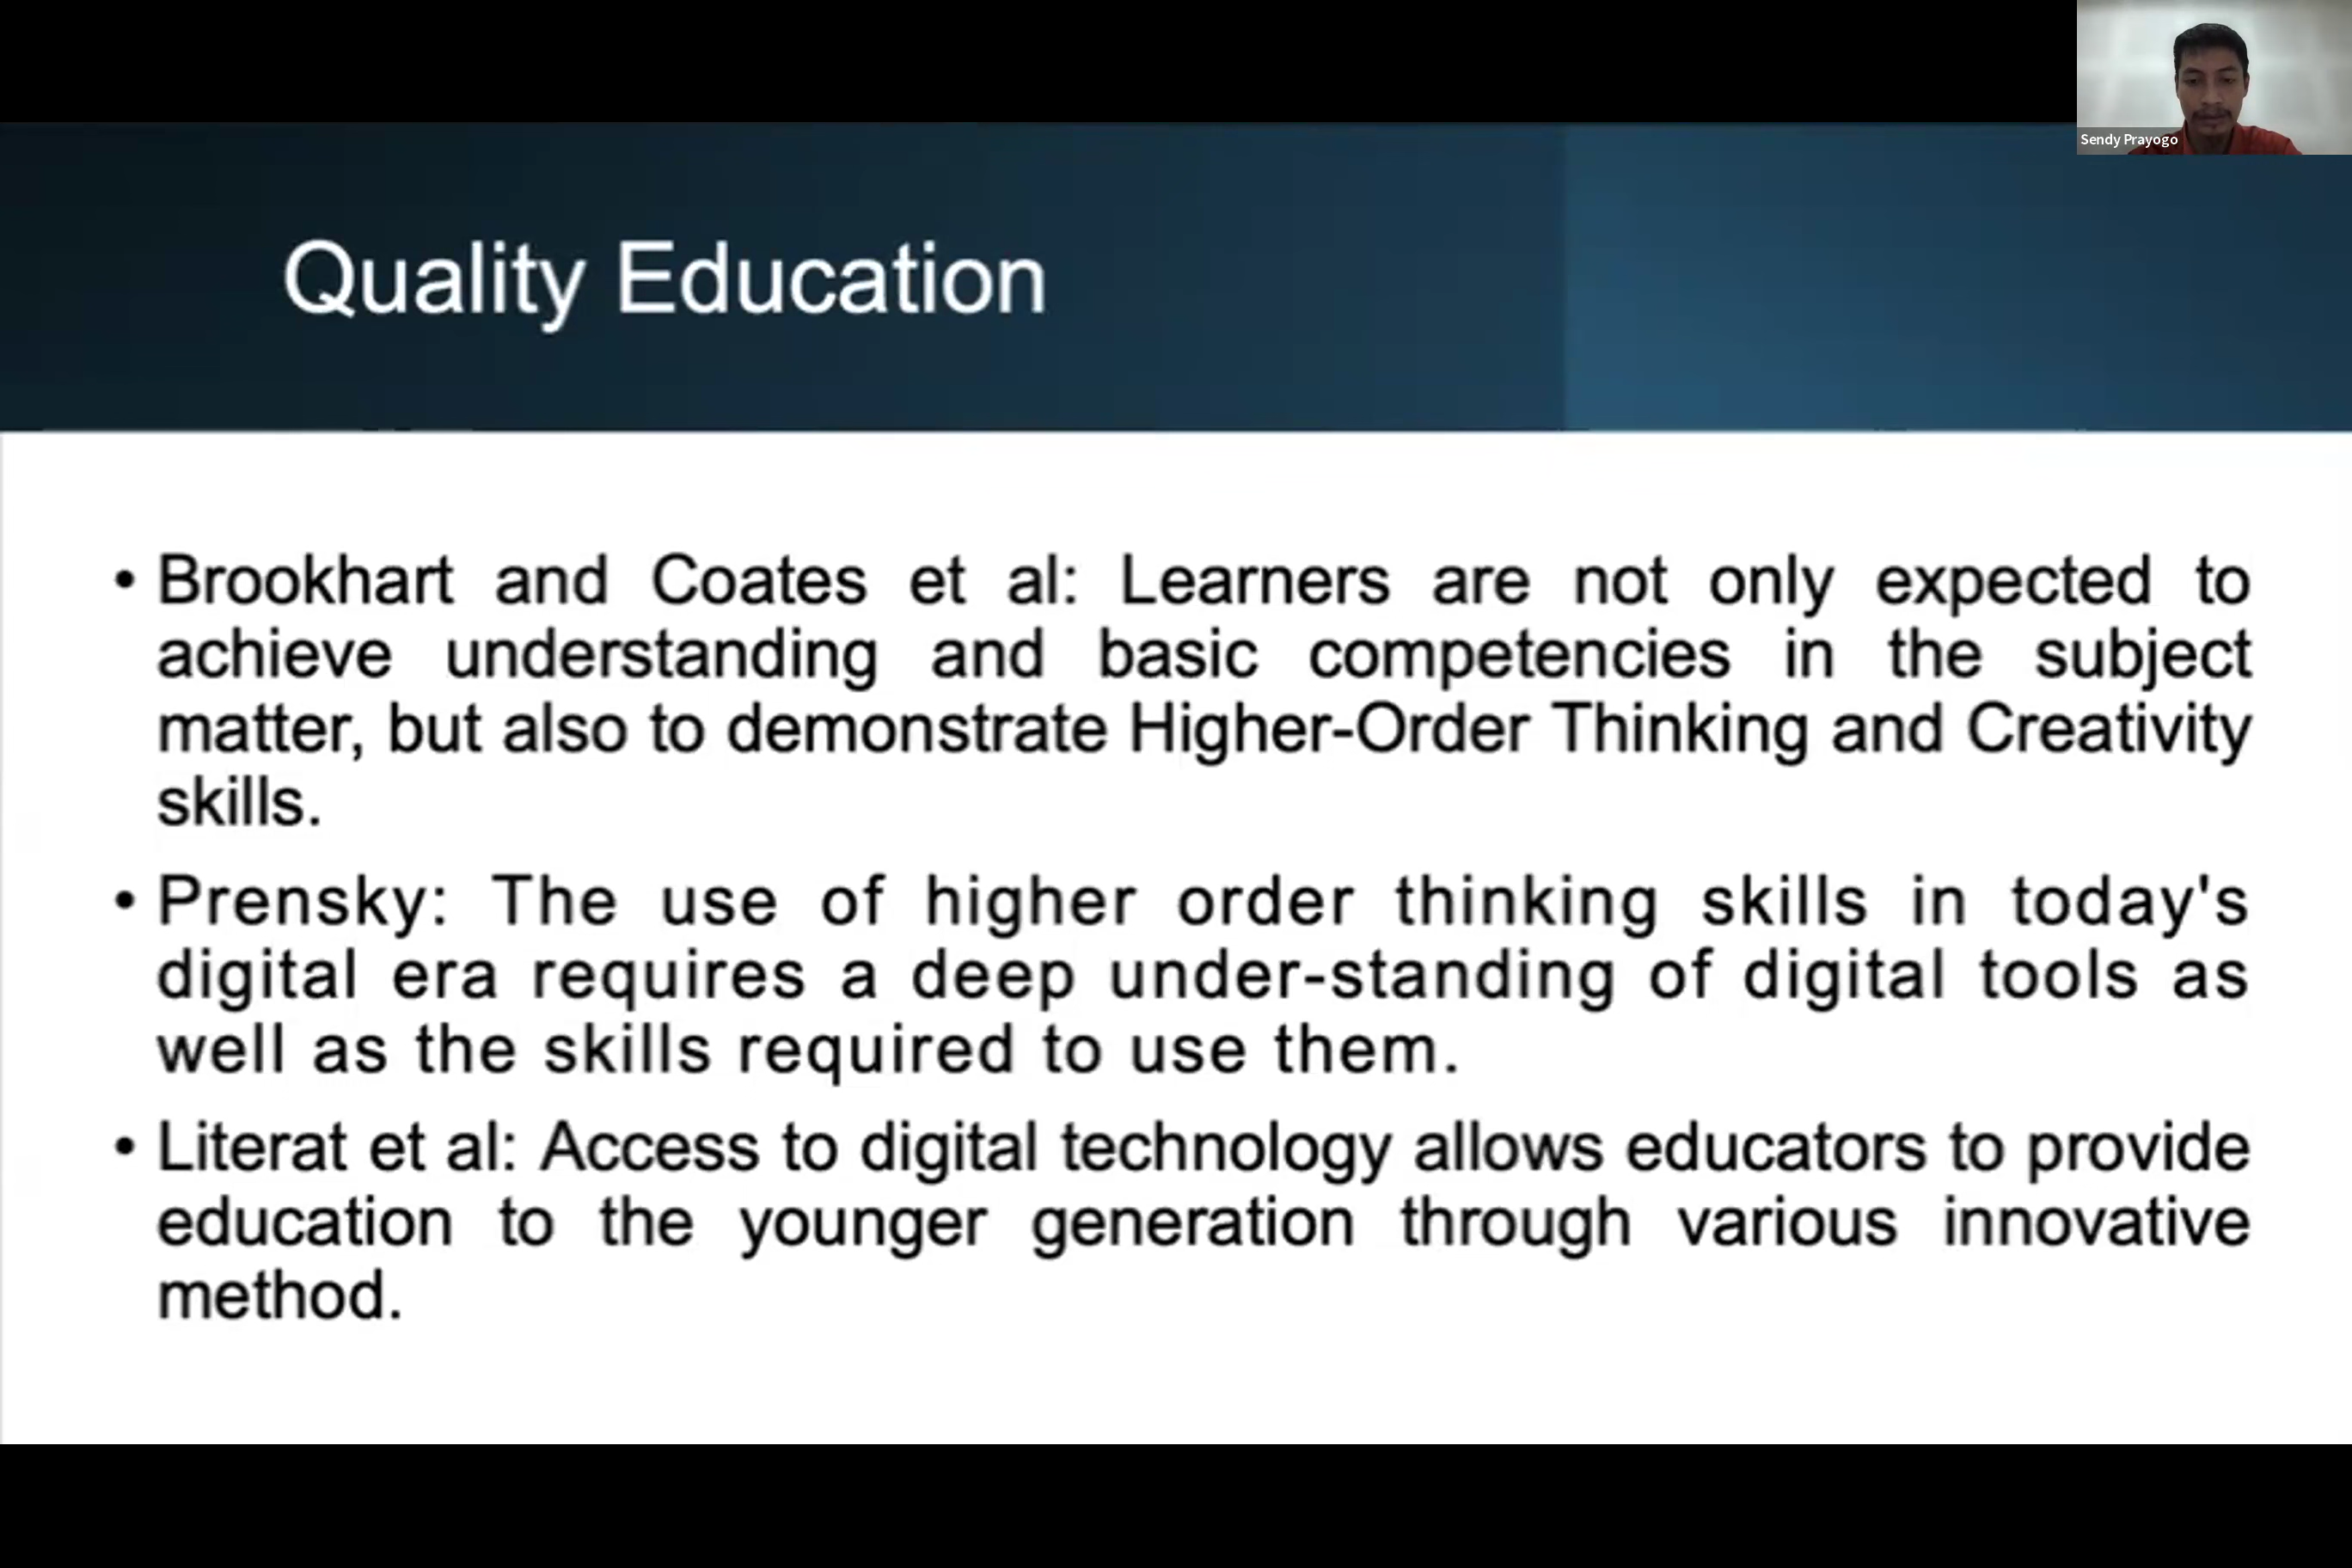 Sendy Prayogo
Quality Education
• Brookhart and Coates et al: Learners are not only expected to
achieve understanding and basic competencies in the subject
matter, but also to demonstrate Higher-Order Thinking and Creativity
skills.
• Prensky: The use of higher order thinking skills in today's
digital era requires a deep under-standing of digital tools as
well as the skills required to use them.
• Literat et al: Access to digital technology allows educators to provide
education to the younger generation through various innovative
method.